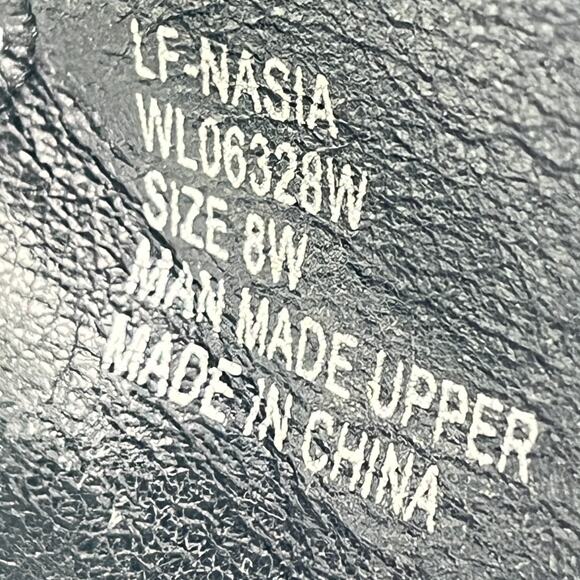 LF-NASIA
WL06328W
SIZE 8W
MAN MADE UPPER
MADE IN CHINA